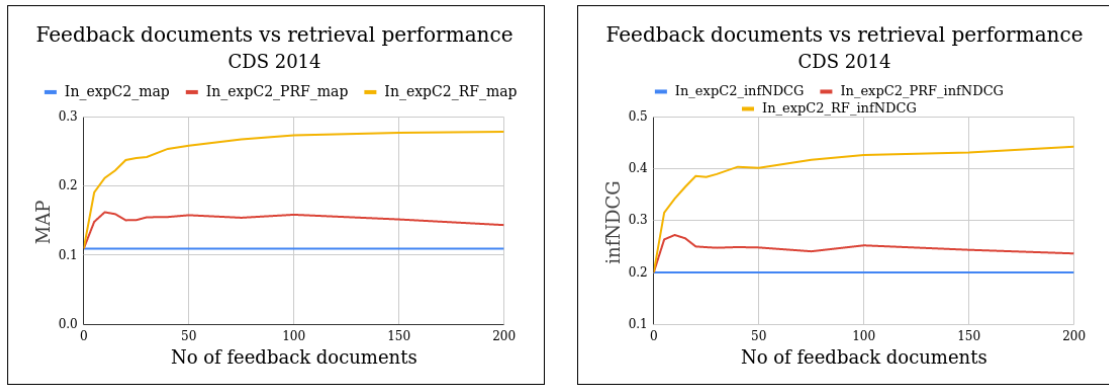 Feedback documents vs retrieval performance
CDS 2014
In_expC2_map In_expC2_PRF_map In_expC2_RF_map
0.3
0.2
0.1
0.0
MAP
0 50 100 150 200
No of feedback documents
Feedback documents vs retrieval performance
CDS 2014
In_expC2_infNDCG In_expC2_PRF_infNDCG
In_expC2_RF_infNDCG
0.5
0.4
0.3
0.2
0.1
infNDCG
0 50 100 150 200
No of feedback documents